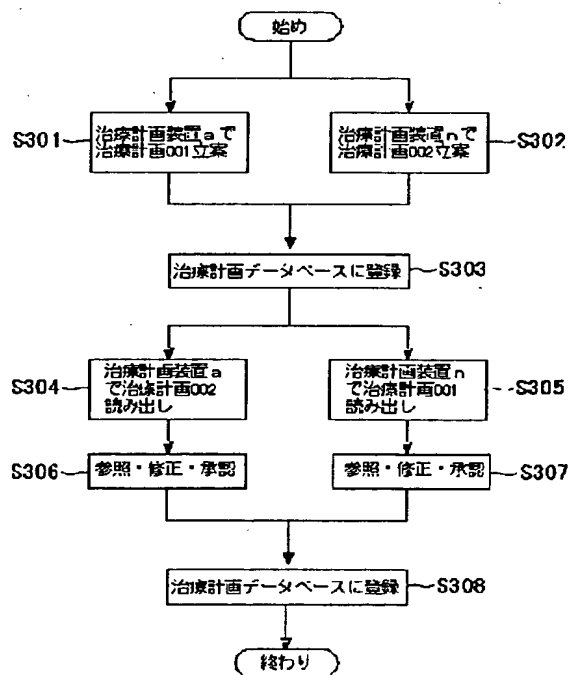 始め
S301
治療計画装置aで
治療計画001立案
治療計画装置nで
治療計画002立案
S302
治療計画データベースに登録
S303
S304
治療計画装置a
で治療計画002
読み出し
治療計画装置n
で治療計画001
読み出し
S305
S306
参照・修正・承認
参照・修正・承認
S307
治療計画データベースに登録
S308
終わり